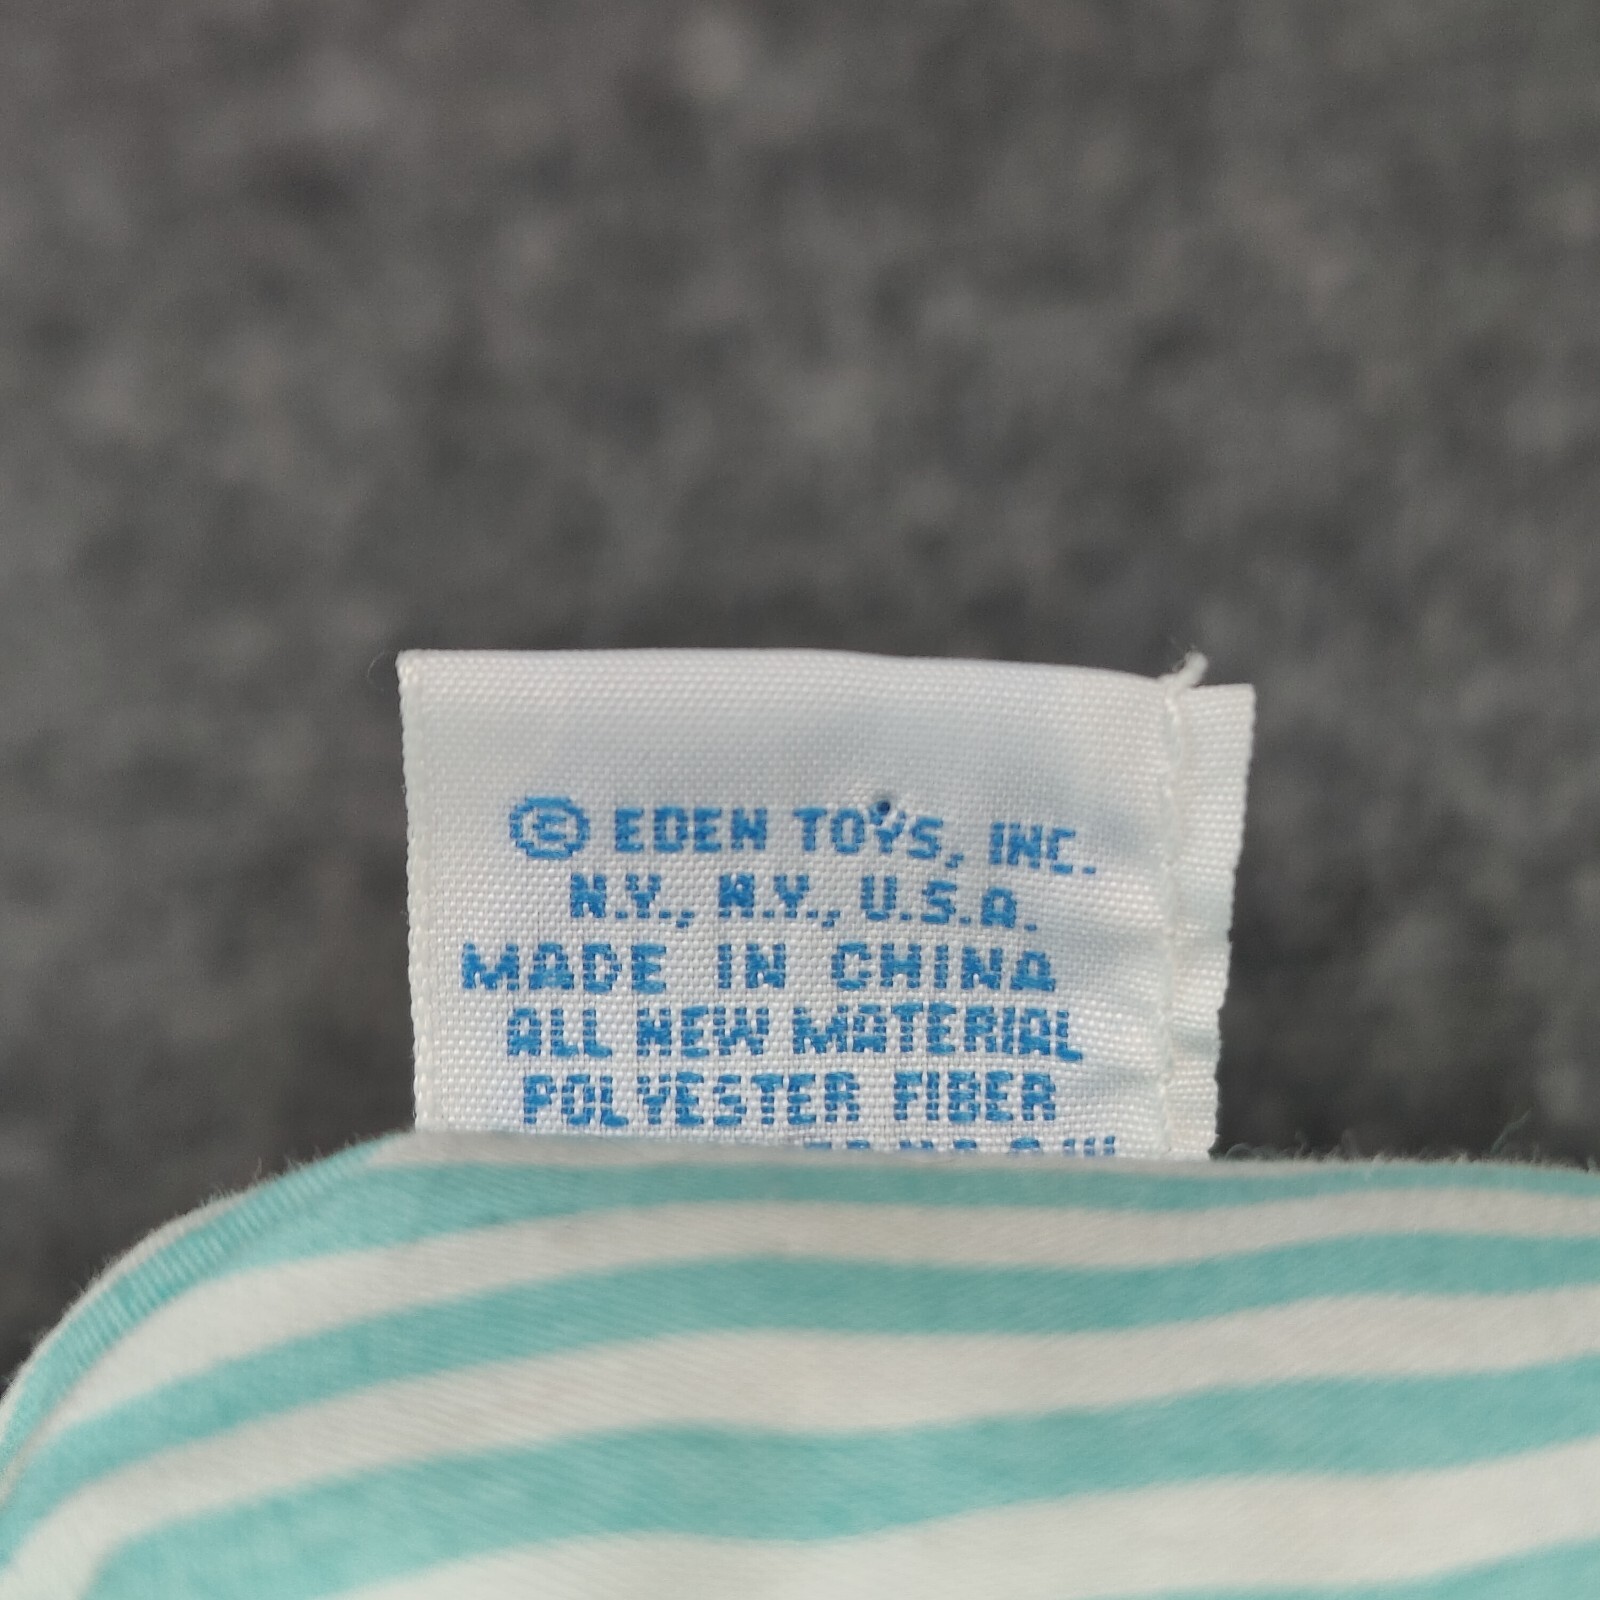 © EDEN TOYS, INC.
N.Y., N.Y., U.S.A.
MADE IN CHINA
ALL NEW MATERIAL
POLYESTER FIBER